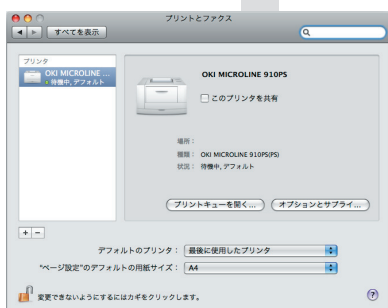 プリントとファクス
すべてを表示
プリンタ
OKI MICROLINE ...
待機中, デフォルト
OKI MICROLINE 910PS
このプリンタを共有
場所：
種類： OKI MICROLINE 910PS(PS)
状況： 待機中, デフォルト
プリントキューを開く... オプションとサプライ...
+ −
デフォルトのプリンタ： 最後に使用したプリンタ
"ページ設定"のデフォルトの用紙サイズ： A4
変更できないようにするにはカギをクリックします。
?